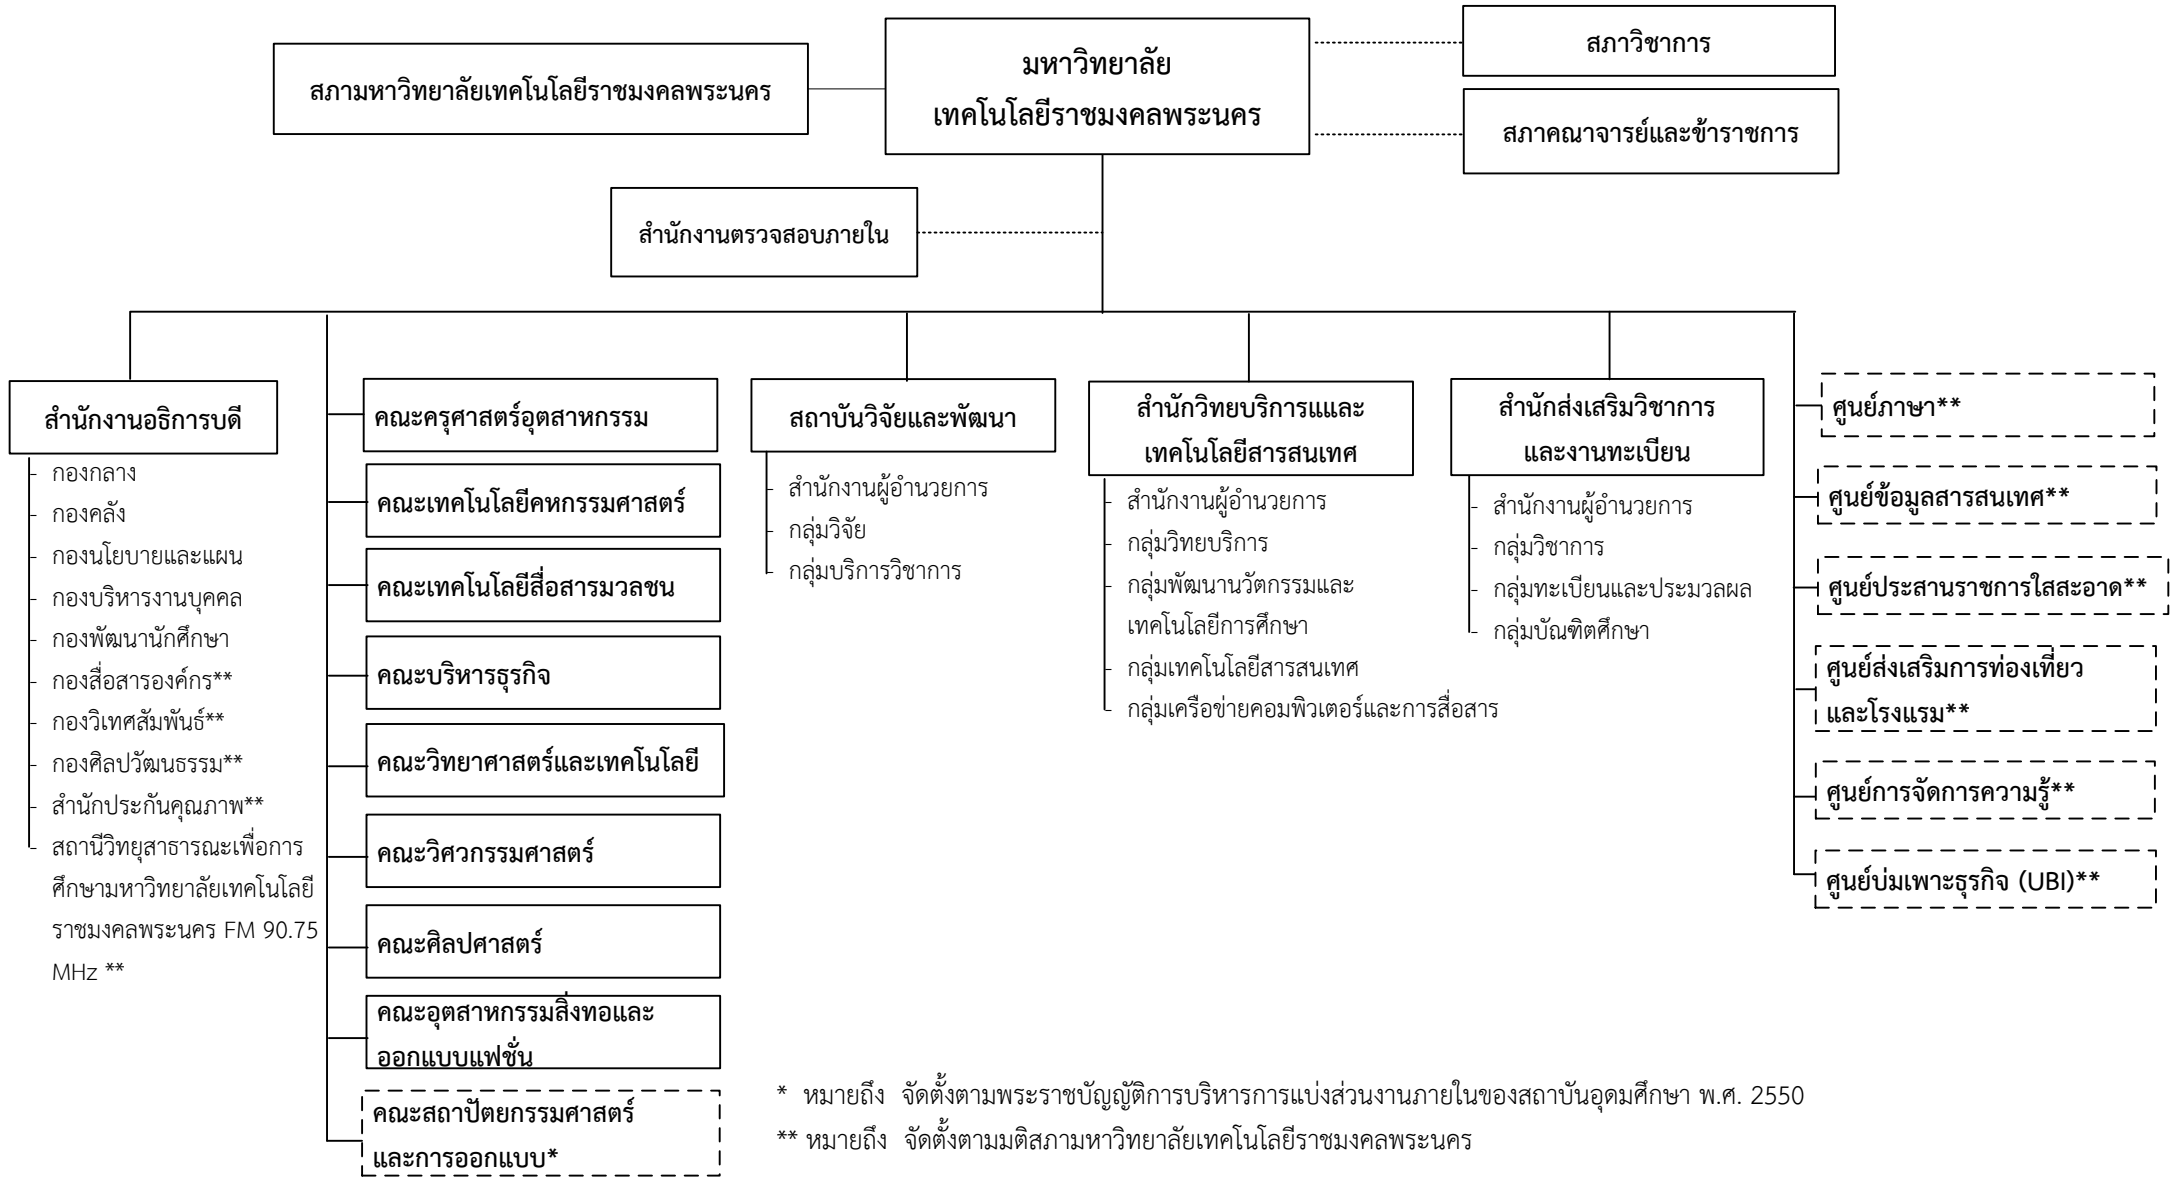 สภามหาวิทยาลัยเทคโนโลยีราชมงคลพระนคร
มหาวิทยาลัย
เทคโนโลยีราชมงคลพระนคร
สภาวิชาการ
สภาคณาจารย์และข้าราชการ
สำนักงานตรวจสอบภายใน
สำนักงานอธิการบดี
- กองกลาง
- กองคลัง
- กองนโยบายและแผน
- กองบริหารงานบุคคล
- กองพัฒนานักศึกษา
- กองสื่อสารองค์กร**
- กองวิเทศสัมพันธ์**
- กองศิลปวัฒนธรรม**
- สำนักประกันคุณภาพ**
- สถานีวิทยุสาธารณะเพื่อการ
ศึกษามหาวิทยาลัยเทคโนโลยี
ราชมงคลพระนคร FM 90.75
MHz **
คณะครุศาสตร์อุตสาหกรรม
คณะเทคโนโลยีคหกรรมศาสตร์
คณะเทคโนโลยีสื่อสารมวลชน
คณะบริหารธุรกิจ
คณะวิทยาศาสตร์และเทคโนโลยี
คณะวิศวกรรมศาสตร์
คณะศิลปศาสตร์
คณะอุตสาหกรรมสิ่งทอและ
ออกแบบแฟชั่น
คณะสถาปัตยกรรมศาสตร์
และการออกแบบ*
สถาบันวิจัยและพัฒนา
- สำนักงานผู้อำนวยการ
- กลุ่มวิจัย
- กลุ่มบริการวิชาการ
สำนักวิทยบริการแและ
เทคโนโลยีสารสนเทศ
- สำนักงานผู้อำนวยการ
- กลุ่มวิทยบริการ
- กลุ่มพัฒนานวัตกรรมและ
เทคโนโลยีการศึกษา
- กลุ่มเทคโนโลยีสารสนเทศ
- กลุ่มเครือข่ายคอมพิวเตอร์และการสื่อสาร
สำนักส่งเสริมวิชาการ
และงานทะเบียน
- สำนักงานผู้อำนวยการ
- กลุ่มวิชาการ
- กลุ่มทะเบียนและประมวลผล
- กลุ่มบัณฑิตศึกษา
ศูนย์ภาษา**
ศูนย์ข้อมูลสารสนเทศ**
ศูนย์ประสานราชการใสสะอาด**
ศูนย์ส่งเสริมการท่องเที่ยว
และโรงแรม**
ศูนย์การจัดการความรู้**
ศูนย์บ่มเพาะธุรกิจ (UBI)**
* หมายถึง จัดตั้งตามพระราชบัญญัติการบริหารการแบ่งส่วนงานภายในของสถาบันอุดมศึกษา พ.ศ. 2550
** หมายถึง จัดตั้งตามมติสภามหาวิทยาลัยเทคโนโลยีราชมงคลพระนคร